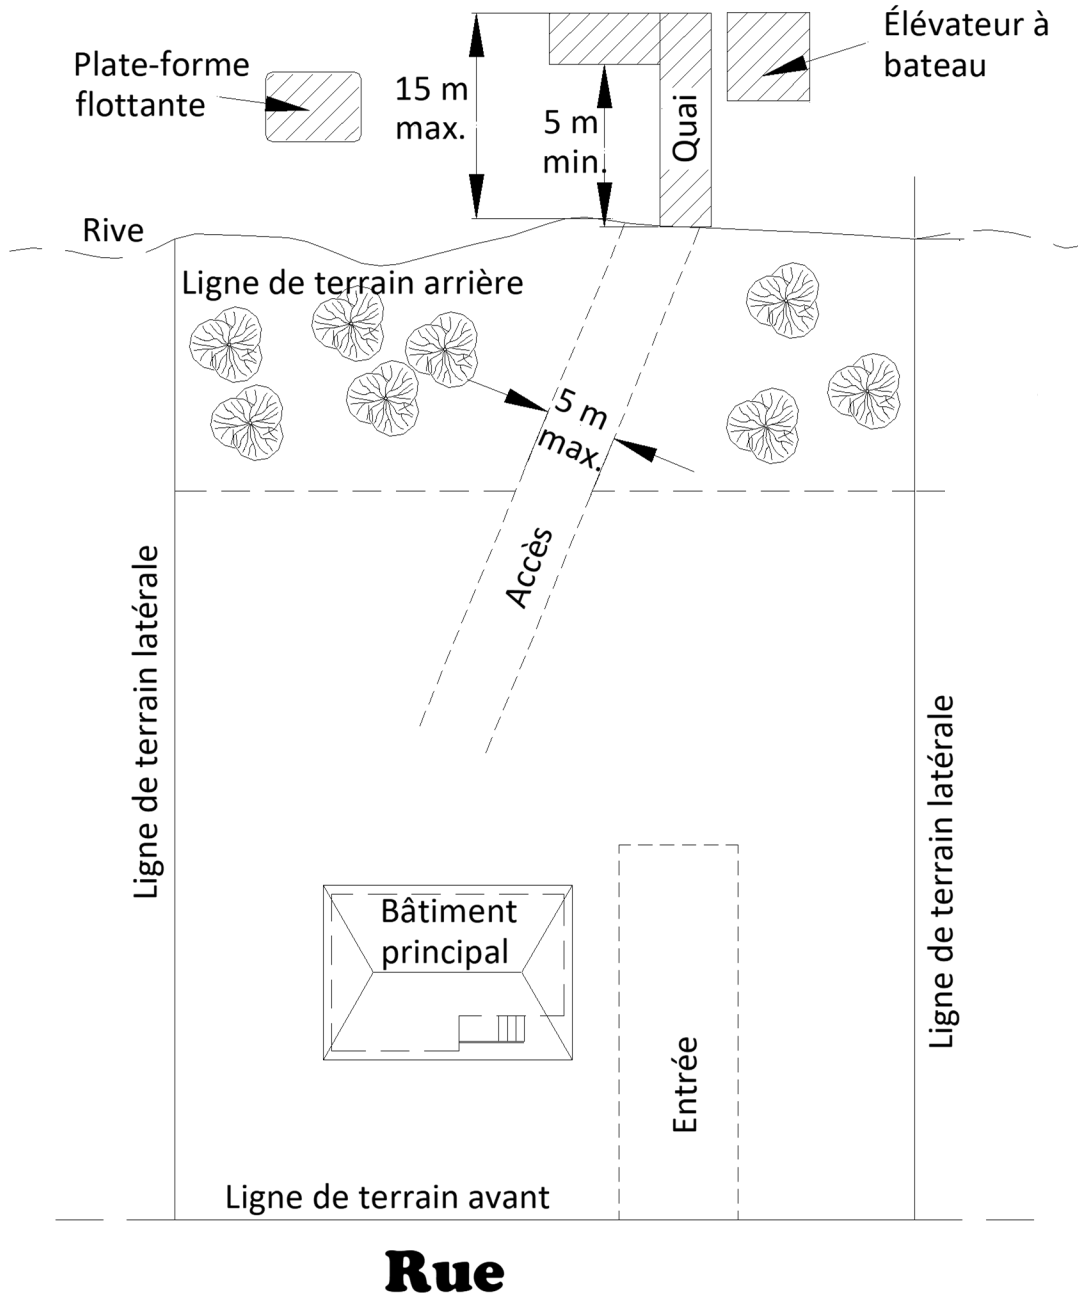 Élévateur à
bateau
Plate-forme
flottante
15 m
max.
5 m
min.
Quai
Rive
Ligne de terrain arrière
5 m
max.
Accès
Ligne de terrain latérale
Ligne de terrain latérale
Bâtiment
principal
Entrée
Ligne de terrain avant
Rue